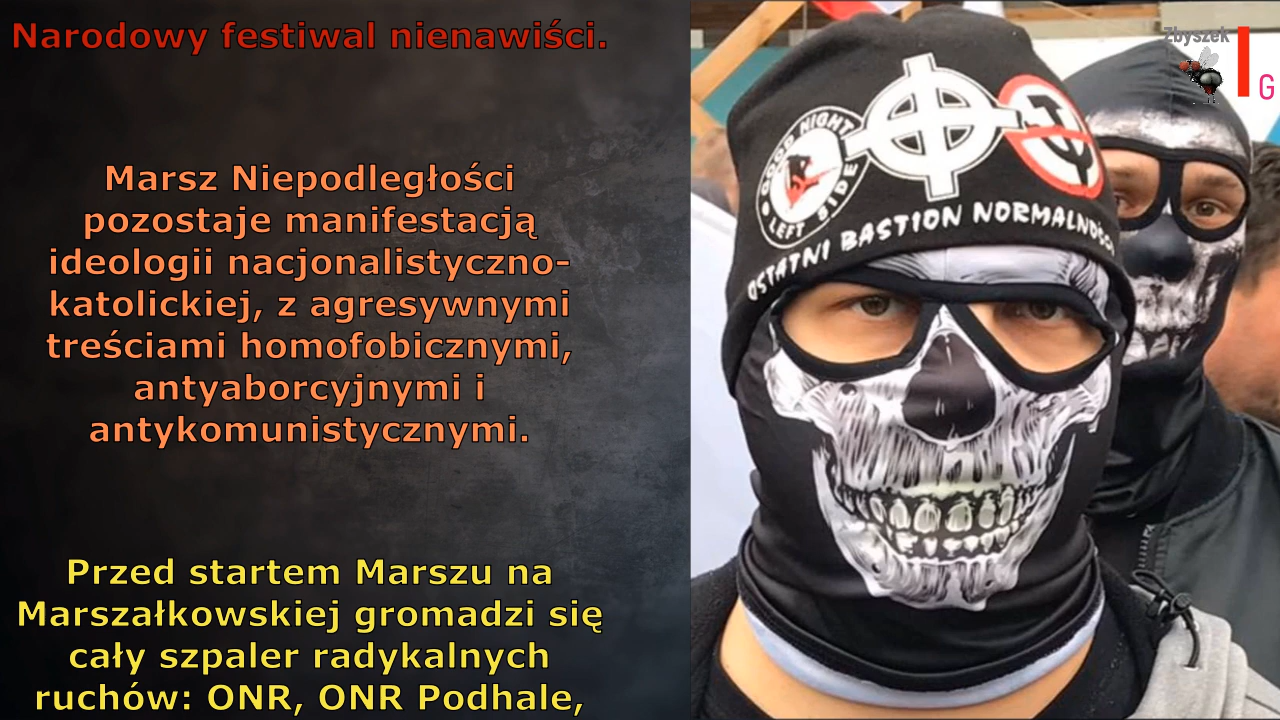 Narodowy festiwal nienawiści.
Marsz Niepodległości
pozostaje manifestacją
ideologii nacjonalistyczno-
katolickiej, z agresywnymi
treściami homofobicznymi,
antyaborcyjnymi i
antykomunistycznymi.
Przed startem Marszu na
Marszałkowskiej gromadzi się
cały szpaler radykalnych
ruchów: ONR, ONR Podhale,
GOOD NIGHT
LEFT SIDE
OSTATNI BASTION NORMALNOŚCI
Zbyszek
G